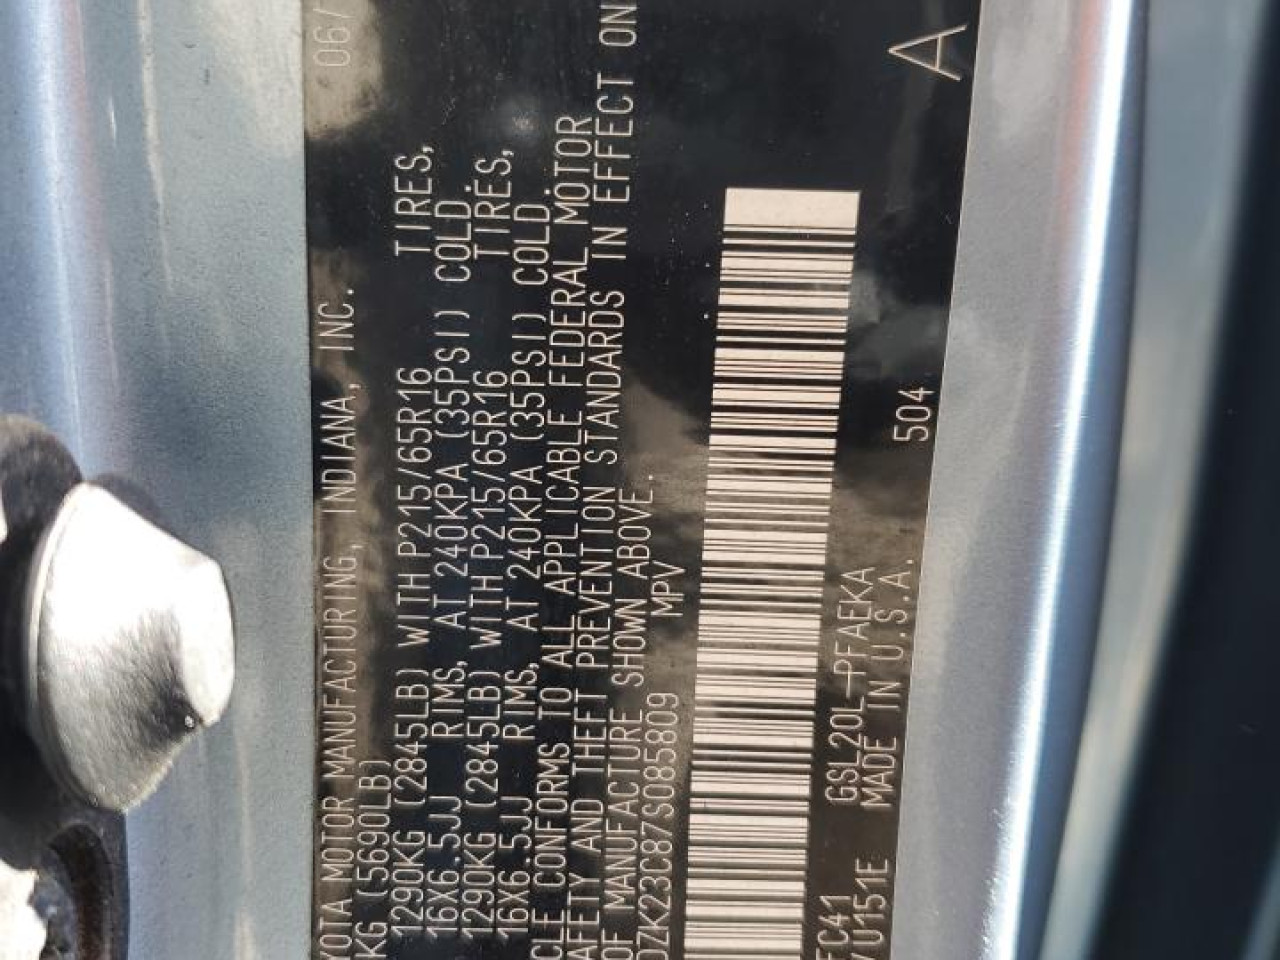 YOTA MOTOR MANUFACTURING, INDIANA, INC. 06/
KG (5690LB)
1290KG (2845LB) WITH P215/65R16 TIRES,
16X6.5JJ RIMS, AT 240KPA (35PSI) COLD.
1290KG (2845LB) WITH P215/65R16 TIRES,
16X6.5JJ RIMS, AT 240KPA (35PSI) COLD.
CLE CONFORMS TO ALL APPLICABLE FEDERAL MOTOR
AFETY AND THEFT PREVENTION STANDARDS IN EFFECT ON
OF MANUFACTURE SHOWN ABOVE.
DZK23C87S085809 MPV
FC41 GSL20L-PFAEKA 504 A
U151E MADE IN U.S.A.